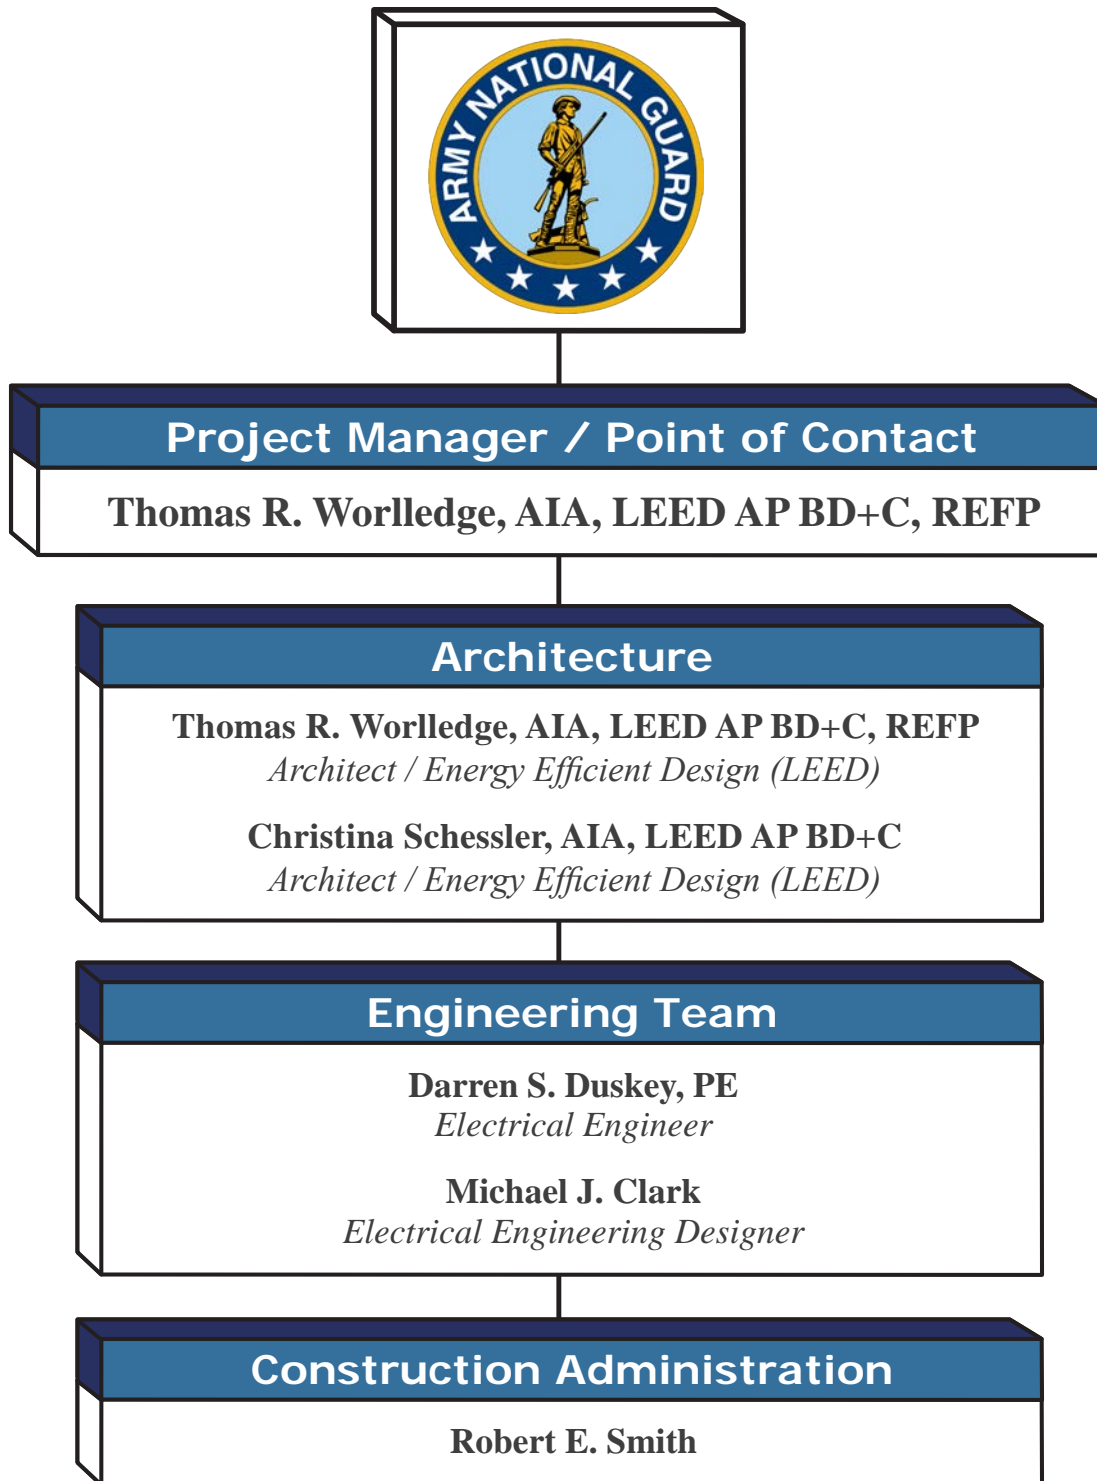 ARMY NATIONAL GUARD
Project Manager / Point of Contact
Thomas R. Worlledge, AIA, LEED AP BD+C, REFP
Architecture
Thomas R. Worlledge, AIA, LEED AP BD+C, REFP
Architect / Energy Efficient Design (LEED)
Christina Schessler, AIA, LEED AP BD+C
Architect / Energy Efficient Design (LEED)
Engineering Team
Darren S. Duskey, PE
Electrical Engineer
Michael J. Clark
Electrical Engineering Designer
Construction Administration
Robert E. Smith